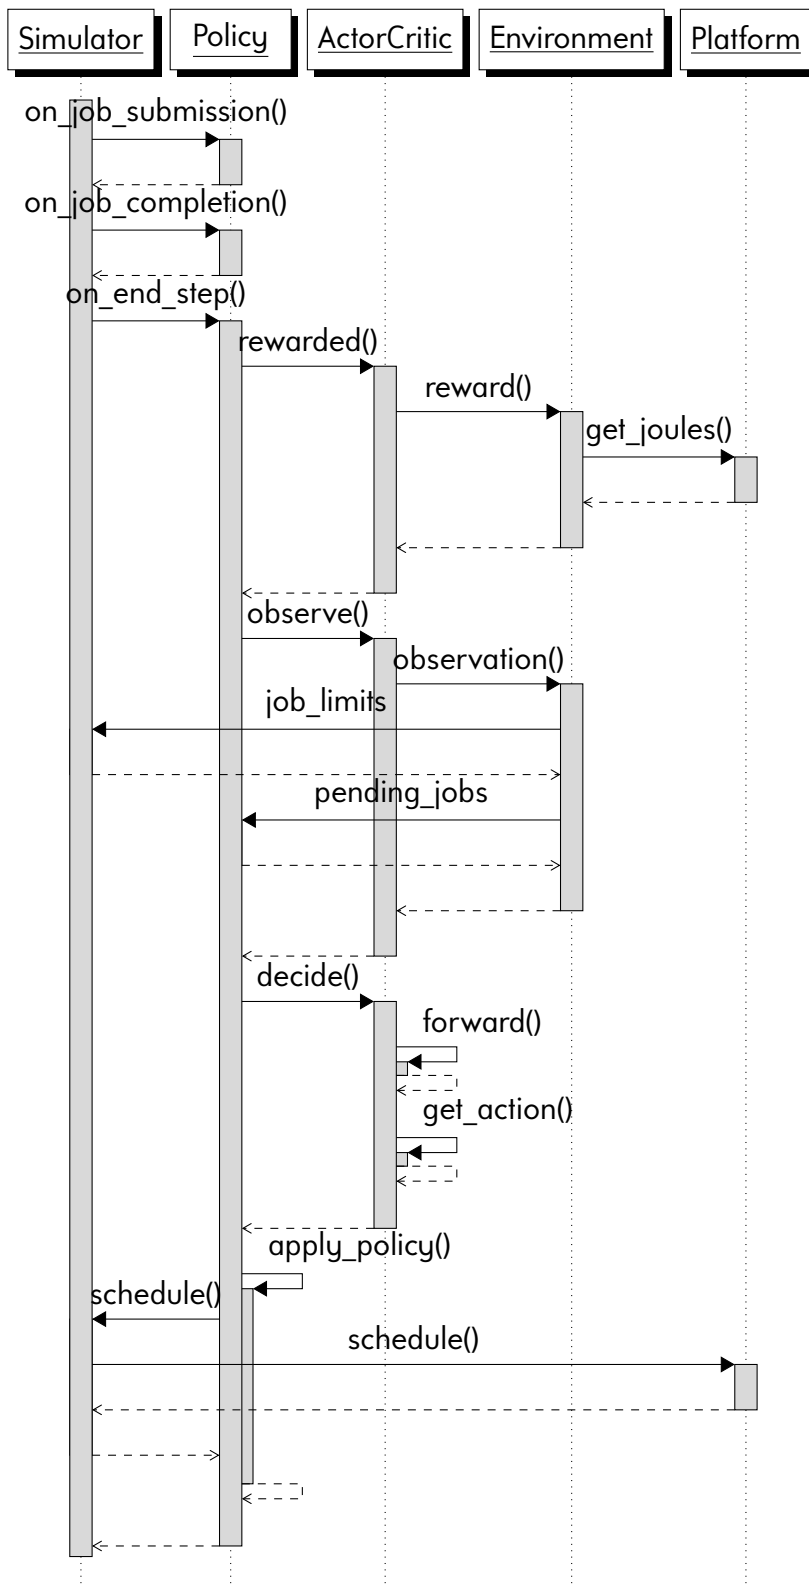 Simulator Policy ActorCritic Environment Platform
on_job_submission()
on_job_completion()
on_end_step()
rewarded()
reward()
get_joules()
observe()
observation()
job_limits
pending_jobs
decide()
forward()
get_action()
apply_policy()
schedule()
schedule()